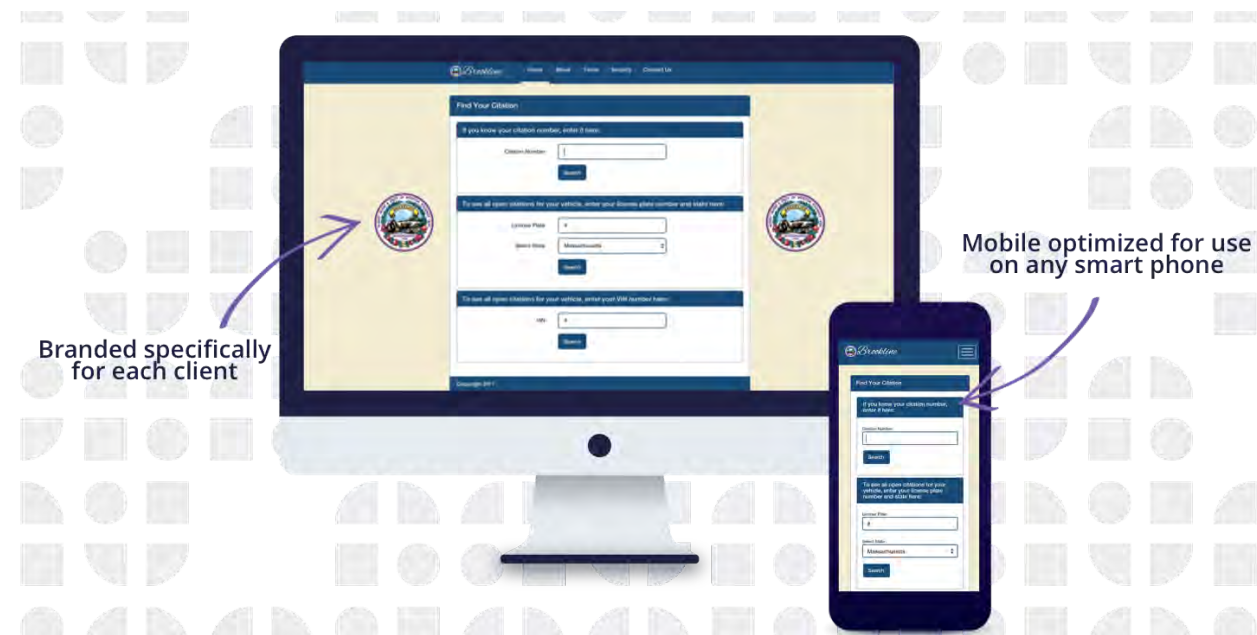 Brookline
Home About Forms Security Contact Us
Find Your Citation
If you know your citation number, enter it here:
Citation Number
Search
To see all open citations for your vehicle, enter your license plate number and state here:
License Plate
#
Select State
Massachusetts
Search
To see all open citations for your vehicle, enter your VIN number here:
VIN
#
Search
Copyright 2017
Branded specifically
for each client
Mobile optimized for use
on any smart phone
Brookline
Find Your Citation
If you know your citation number,
enter it here:
Citation Number
Search
To see all open citations for your
vehicle, enter your license plate
number and state here:
License Plate
#
Select State
Massachusetts
Search